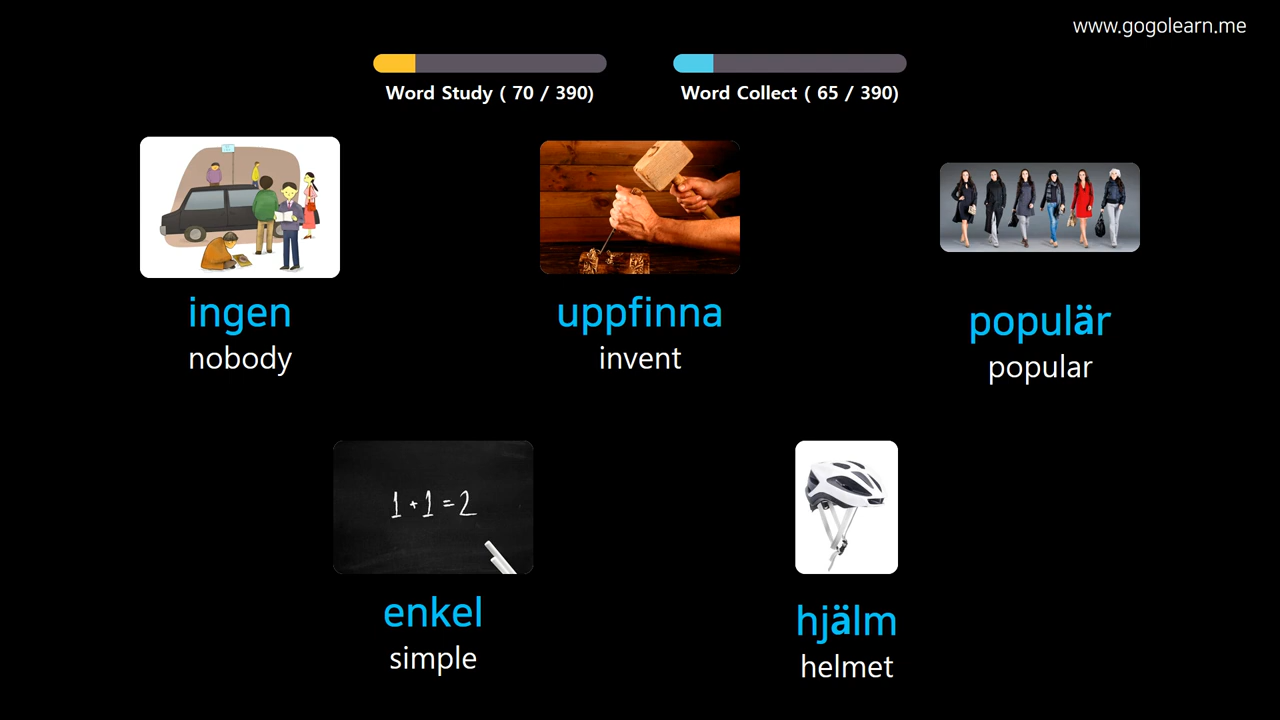 www.gogolearn.me
Word Study ( 70 / 390)
Word Collect ( 65 / 390)
ingen
nobody
uppfinna
invent
populär
popular
1+1=2
enkel
simple
hjälm
helmet